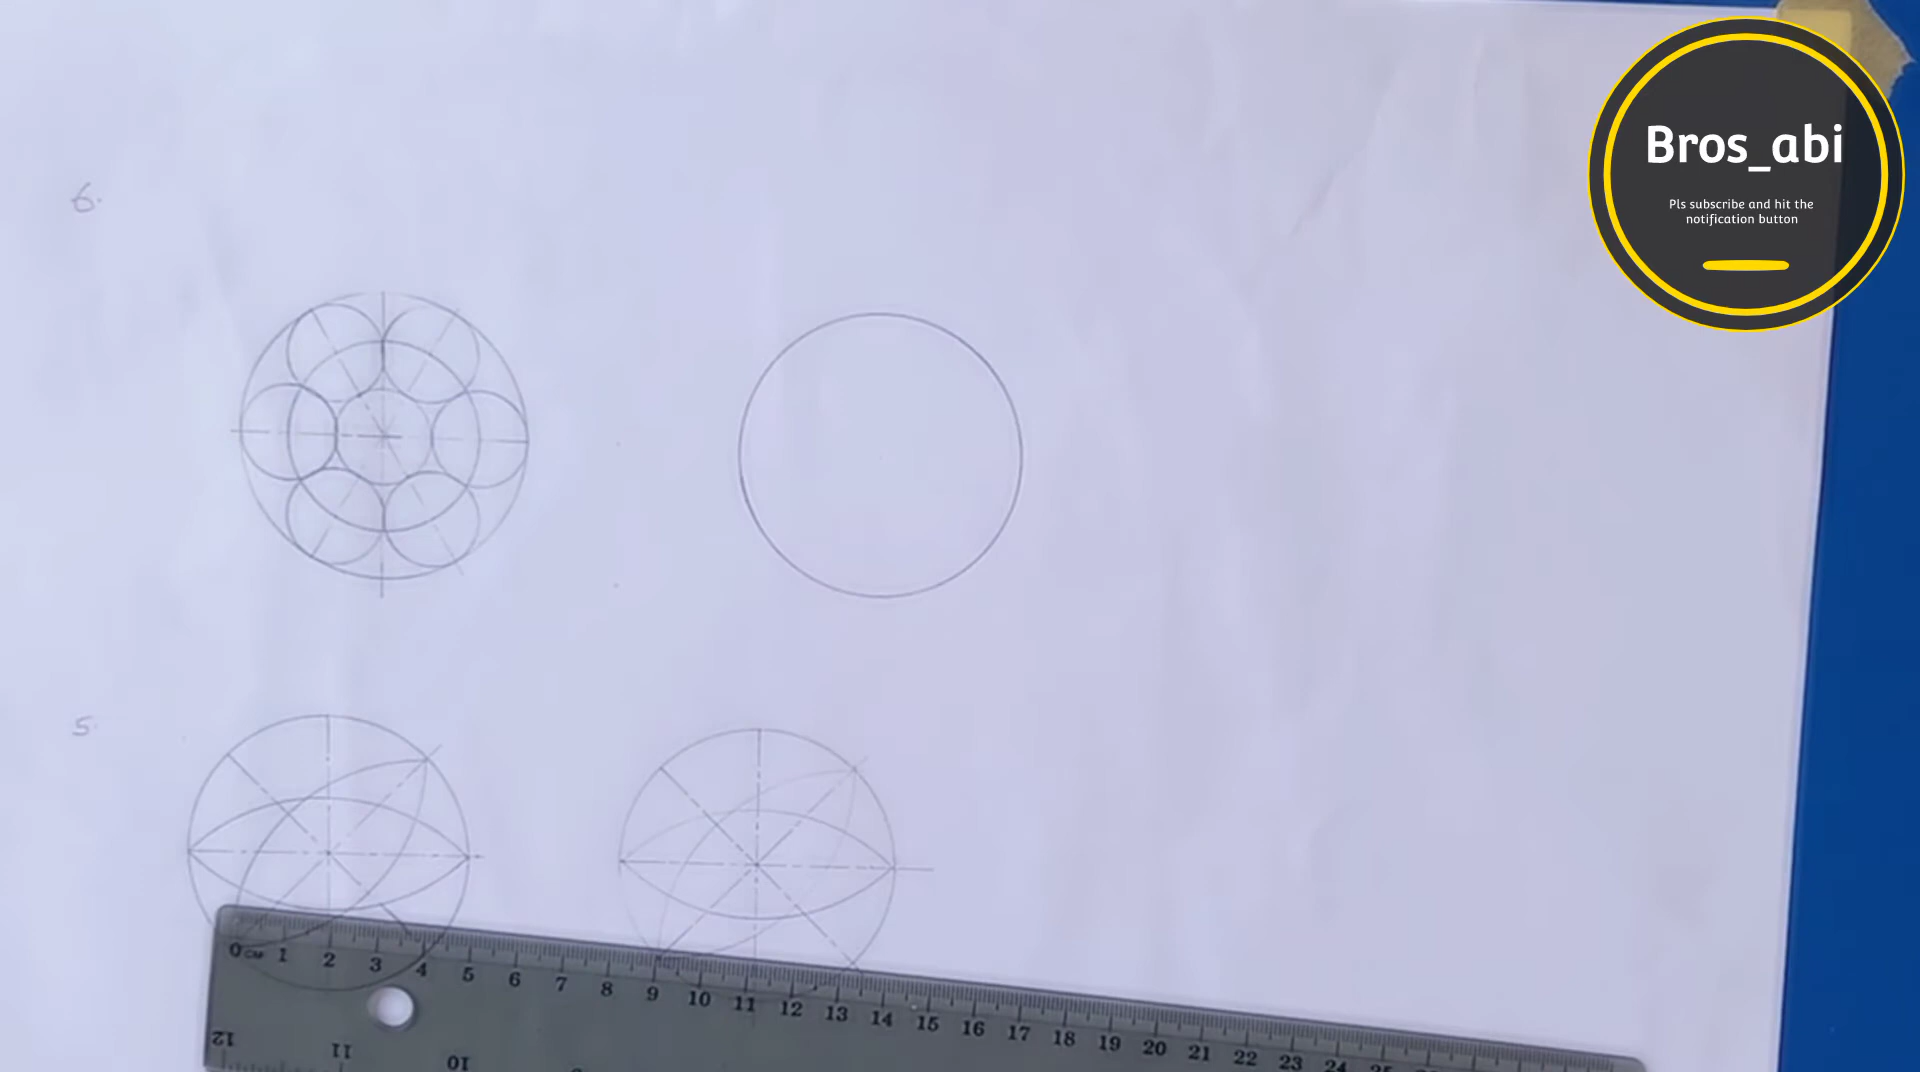 Bros_abi
Pls subscribe and hit the
notification button
6.
5.
0 CM 1 2 3 4 5 6 7 8 9 10 11 12 13 14 15 16 17 18 19 20 21 22 23 24
12 11 10